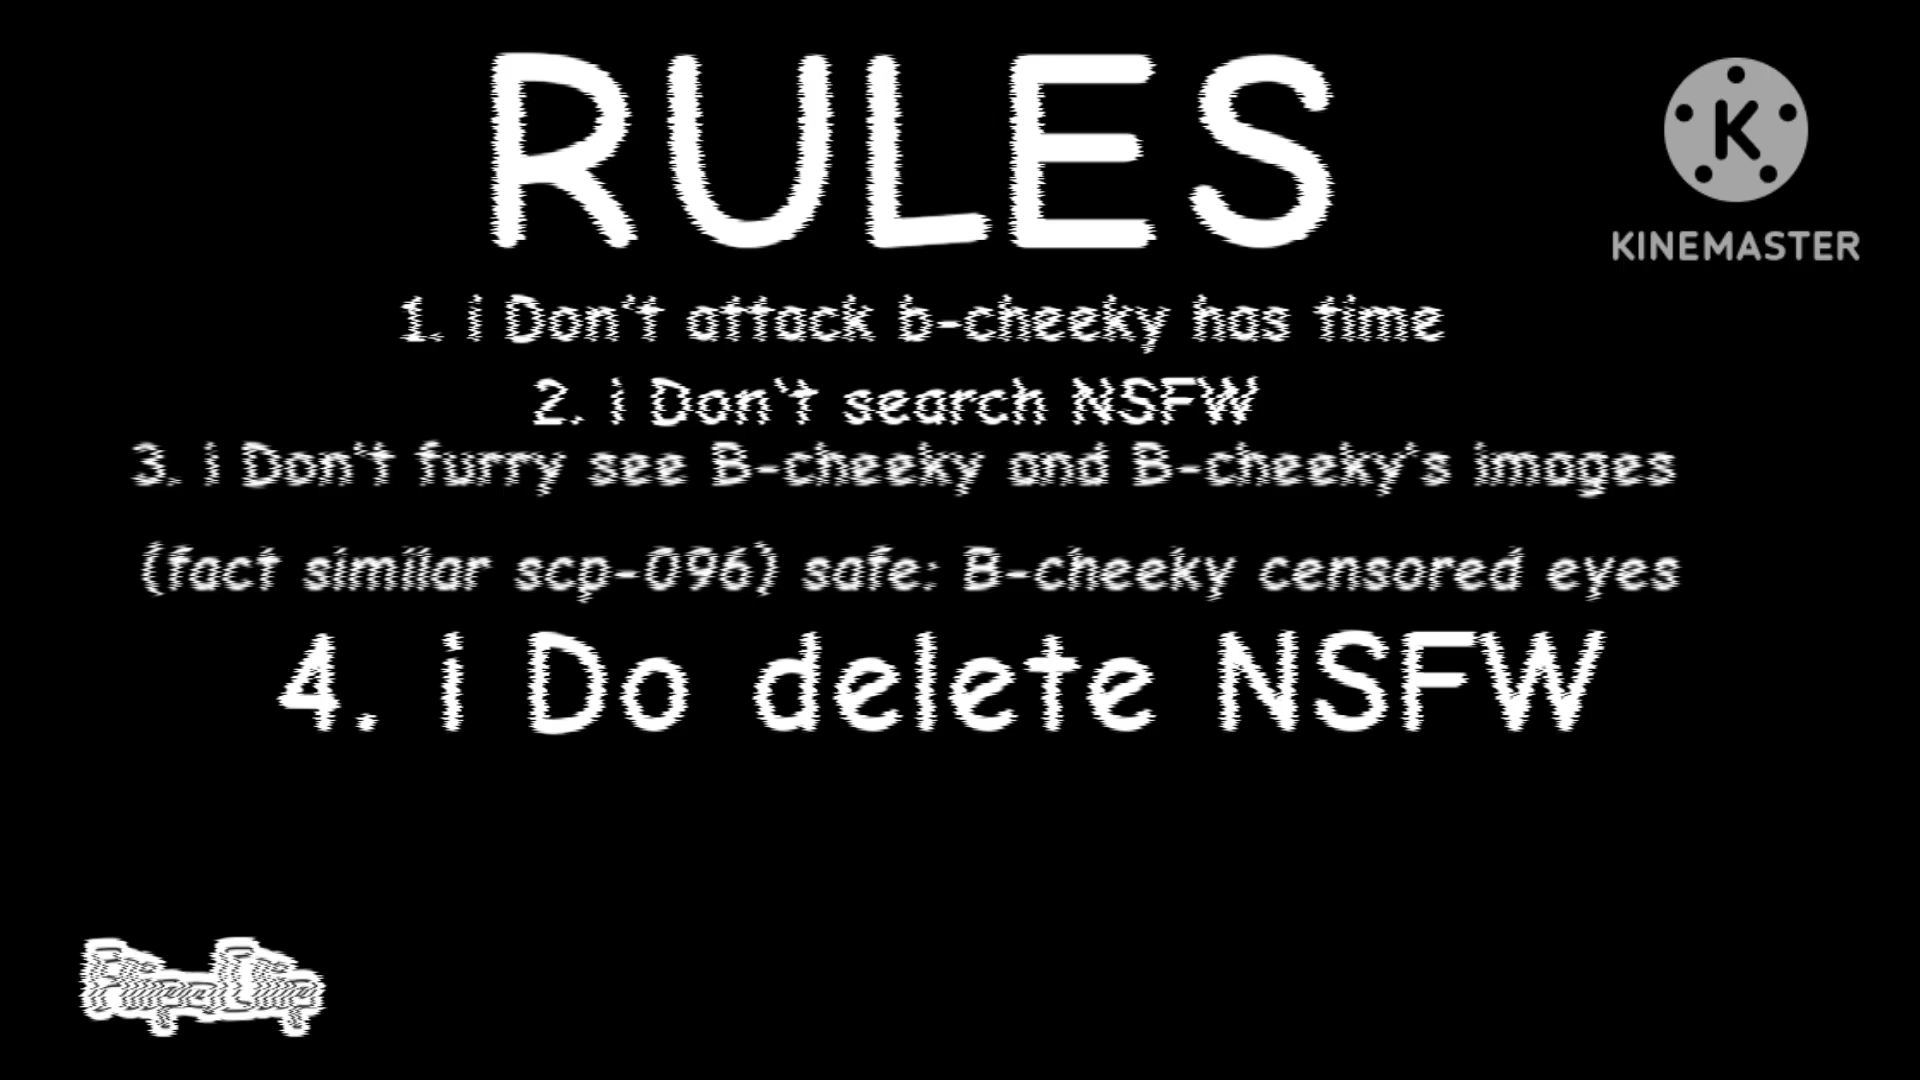 RULES
K
KINEMASTER
1. i Don't attack b-cheeky has time
2. i Don't search NSFW
3. i Don't furry see B-cheeky and B-cheeky's images
(fact similar scp-096) safe: B-cheeky censored eyes
4. i Do delete NSFW